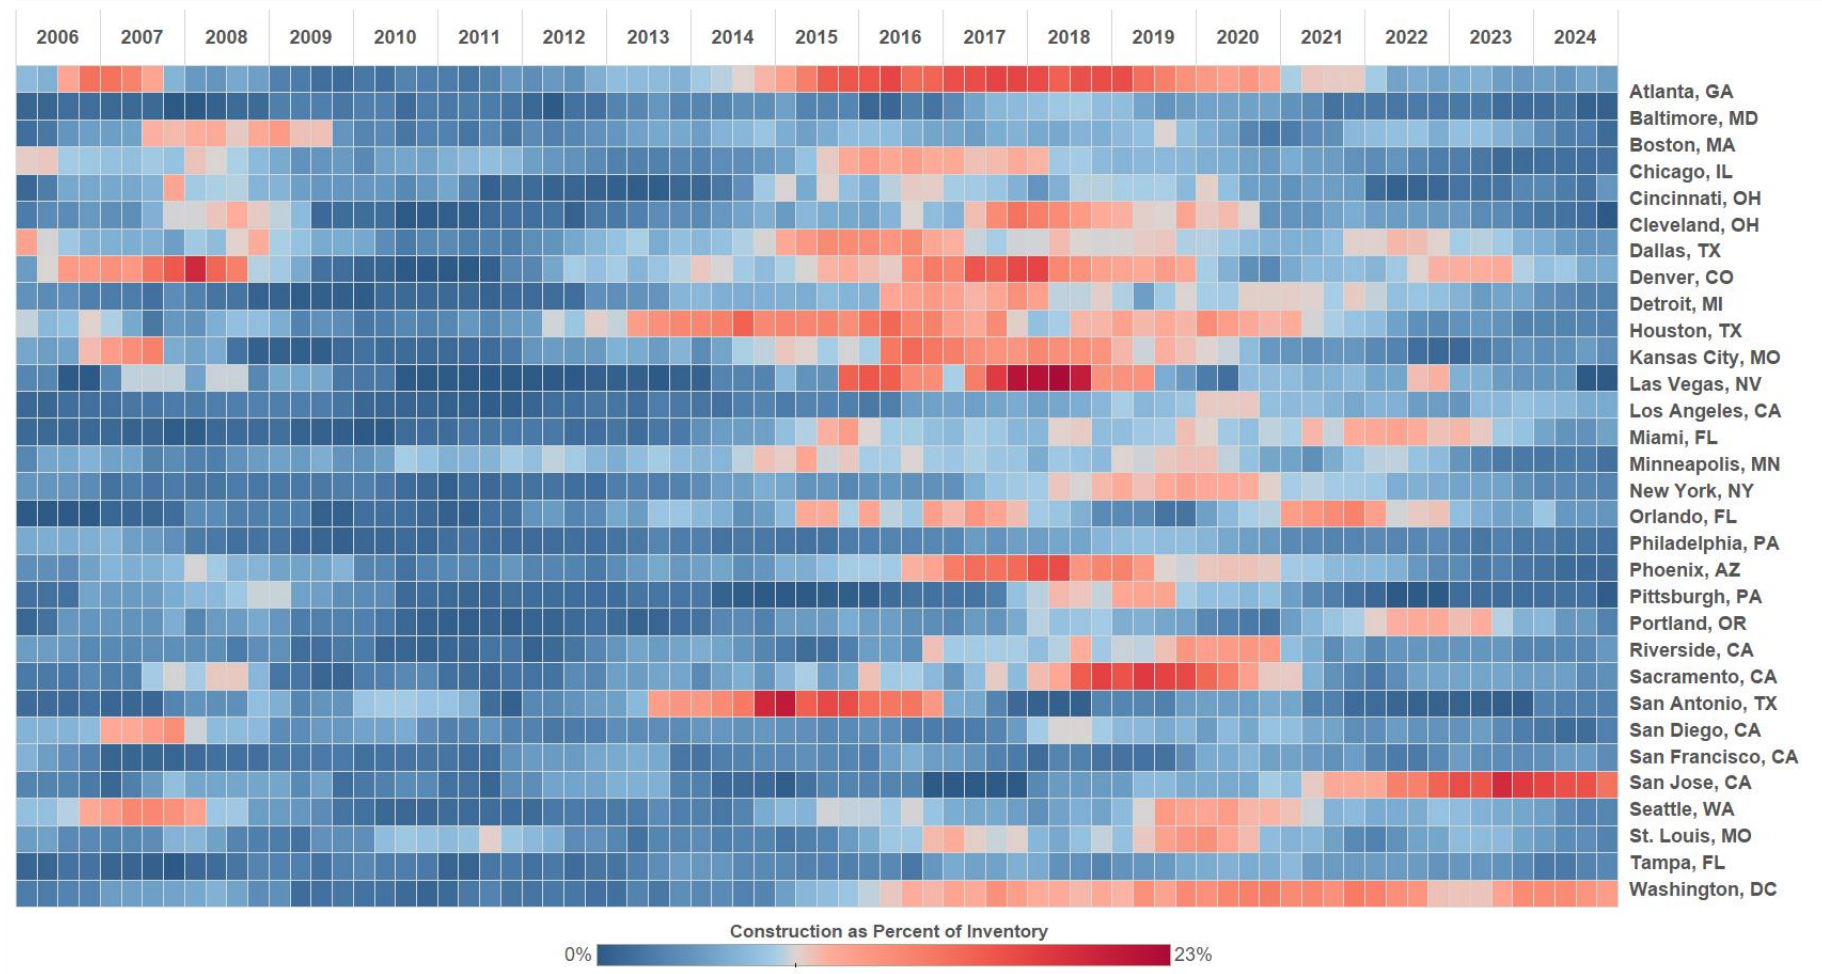 2006 2007 2008 2009 2010 2011 2012 2013 2014 2015 2016 2017 2018 2019 2020 2021 2022 2023 2024
Atlanta, GA
Baltimore, MD
Boston, MA
Chicago, IL
Cincinnati, OH
Cleveland, OH
Dallas, TX
Denver, CO
Detroit, MI
Houston, TX
Kansas City, MO
Las Vegas, NV
Los Angeles, CA
Miami, FL
Minneapolis, MN
New York, NY
Orlando, FL
Philadelphia, PA
Phoenix, AZ
Pittsburgh, PA
Portland, OR
Riverside, CA
Sacramento, CA
San Antonio, TX
San Diego, CA
San Francisco, CA
San Jose, CA
Seattle, WA
St. Louis, MO
Tampa, FL
Washington, DC
Construction as Percent of Inventory
0% 23%